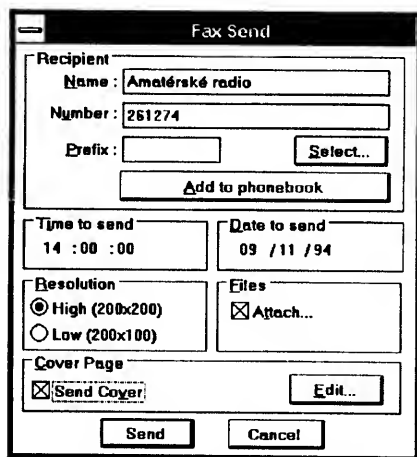 Fax Send
Recipient
Name : Amatérské radio
Number : 261274
Prefix :
Select...
Add to phonebook
Time to send
14 :00 :00
Date to send
09 /11 /94
Resolution
High (200x200)
Low (200x100)
Files
Attach...
Cover Page
Send Cover
Edit...
Send
Cancel